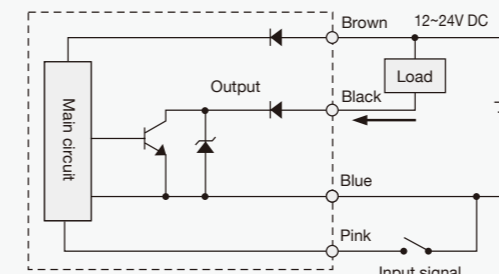 Brown
12~24V DC
Output
Load
Black
Main circuit
Blue
Pink
Input signal